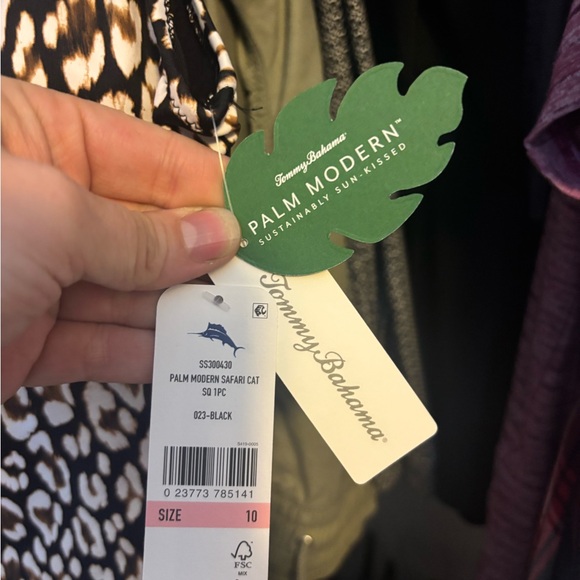 Tommy Bahama
PALM MODERN™
SUSTAINABLY SUN-KISSED
Tommy Bahama®
SS300430
PALM MODERN SAFARI CAT
SQ 1PC
023-BLACK
0 23773 785141
SIZE 10
FSC
MIX